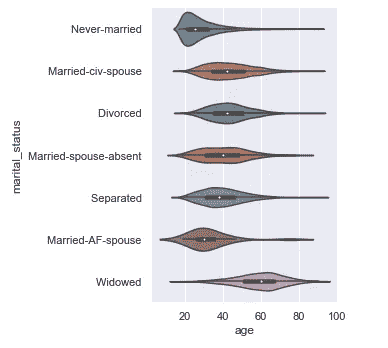 marital_status
Never-married
Married-civ-spouse
Divorced
Married-spouse-absent
Separated
Married-AF-spouse
Widowed
20 40 60 80 100
age